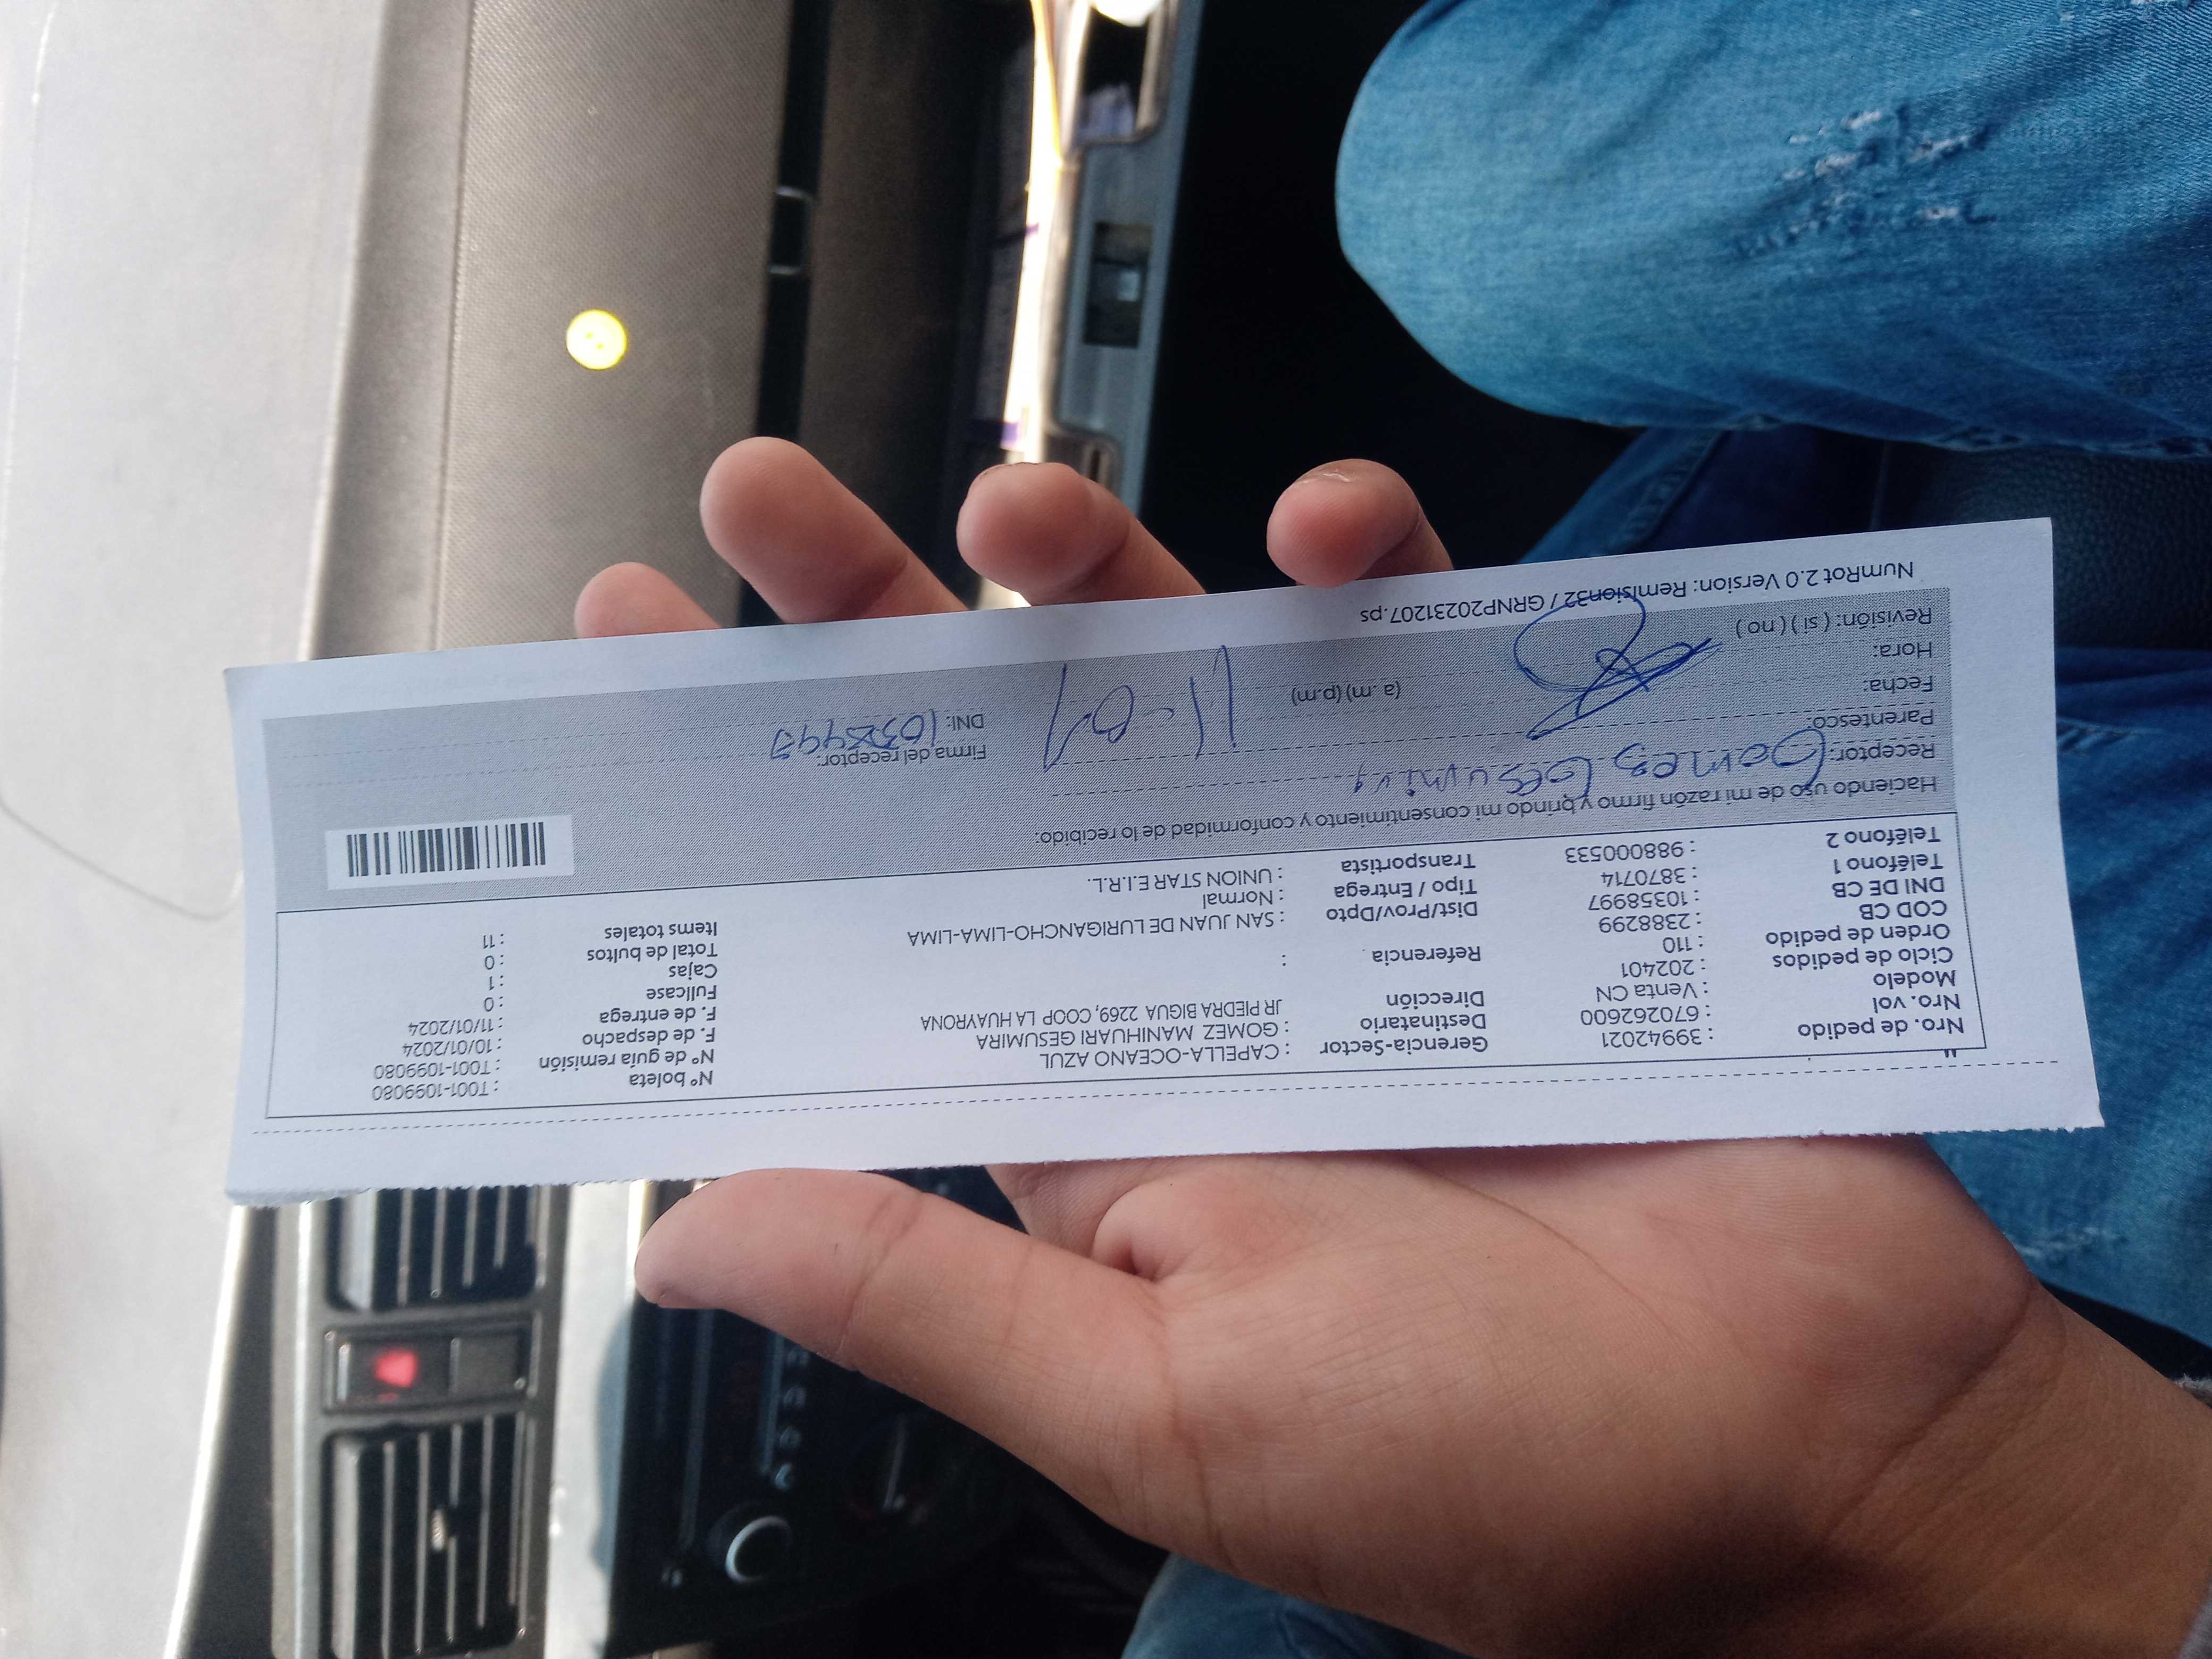 Nro. de pedido : 39942021 Gerencia-Sector : CAPELLA-OCEANO AZUL Nº boleta : T001-1099080
Nro. vol : 670262600 Destinatario : GOMEZ MANIHUARI GESUMIRA Nº de guía remisión : T001-1099080
Modelo : Venta CN Dirección JR PIEDRA BIGUA 2269, COOP LA HUAYRONA F. de despacho : 10/01/2024
Ciclo de pedidos : 202401 Referencia : F. de entrega : 11/01/2024
Orden de pedido : 110 Fullcase : 0
COD CB : 2388299 Dist/Prov/Dpto : SAN JUAN DE LURIGANCHO-LIMA-LIMA Cajas : 1
DNI DE CB : 10358997 Tipo / Entrega : Normal Total de bultos : 0
Teléfono 1 : 3870714 Transportista : UNION STAR E.I.R.L. Items totales : 11
Teléfono 2 : 988000533
Haciendo uso de mi razón firmo y brindo mi consentimiento y conformidad de lo recibido:
Receptor: Gomez Gesumira
Parentesco:
Fecha: 11-01
Hora: (a .m) (p.m)
Revisión: ( si ) ( no )
Firma del receptor:
DNI:
NumRot 2.0 Version: Remision32 / GRNP20231207.ps